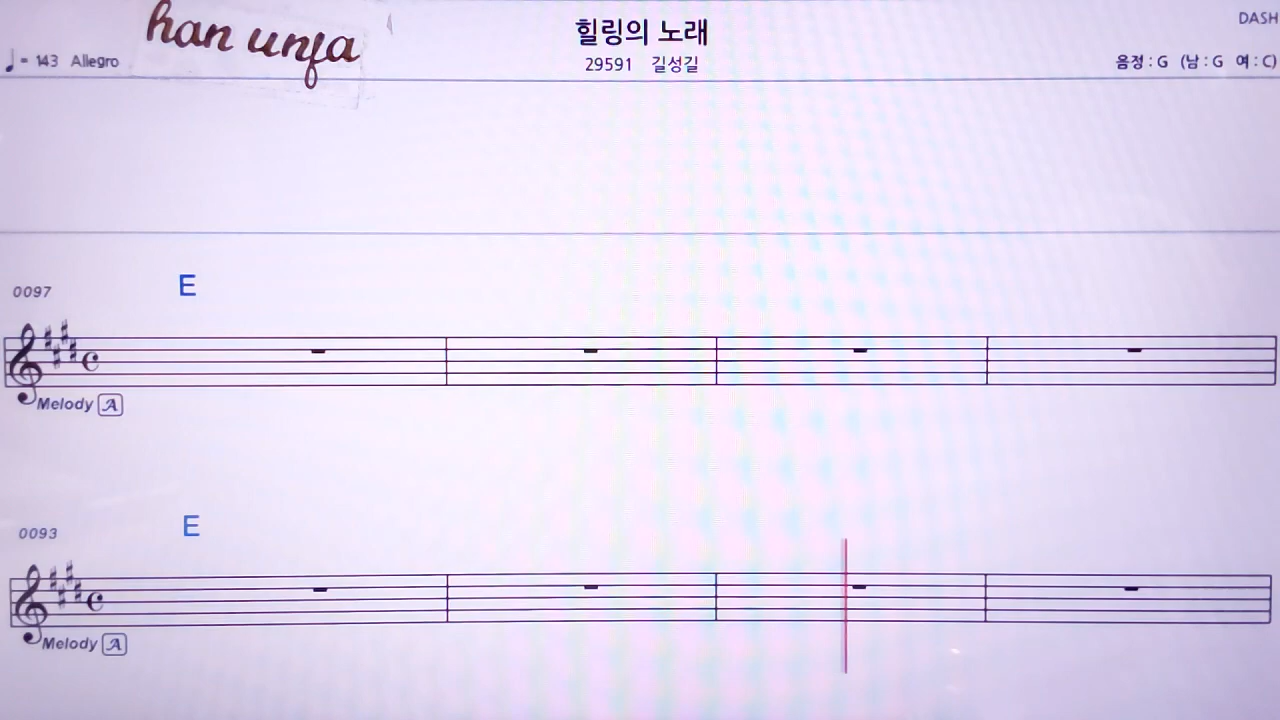 han unja
힐링의 노래
DASH
♩= 143 Allegro
29591 길성길
음정 : G (남 : G 여 : C)
0097
E
Melody A
0093
E
Melody A